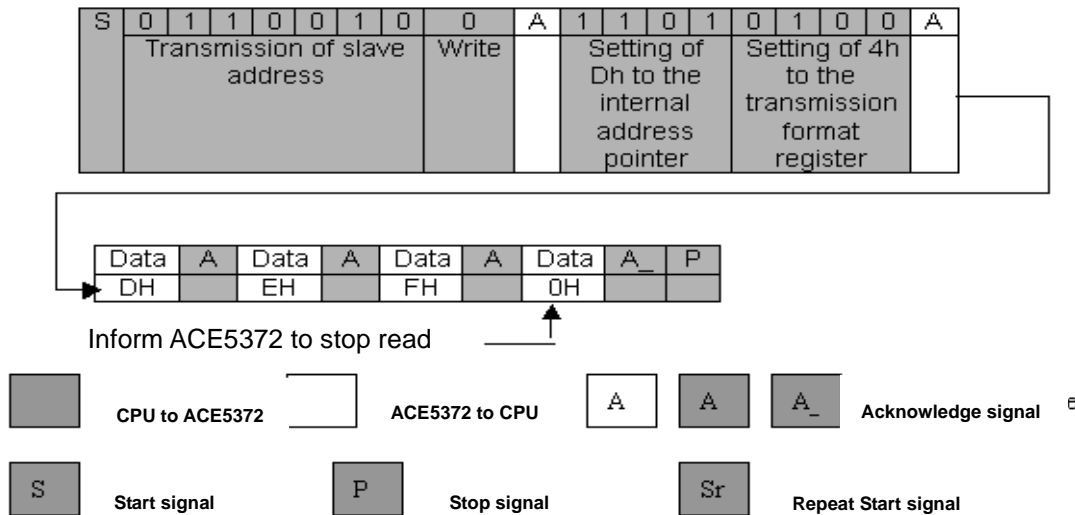 S 0 1 1 0 0 1 0 0 A 1 1 0 1 0 1 0 0 A
Transmission of slave address
Write
Setting of Dh to the internal address pointer
Setting of 4h to the transmission format register
Data A Data A Data A Data A_ P
DH EH FH 0H
Inform ACE5372 to stop read
CPU to ACE5372 ACE5372 to CPU A A A_ Acknowledge signal e
S Start signal P Stop signal Sr Repeat Start signal